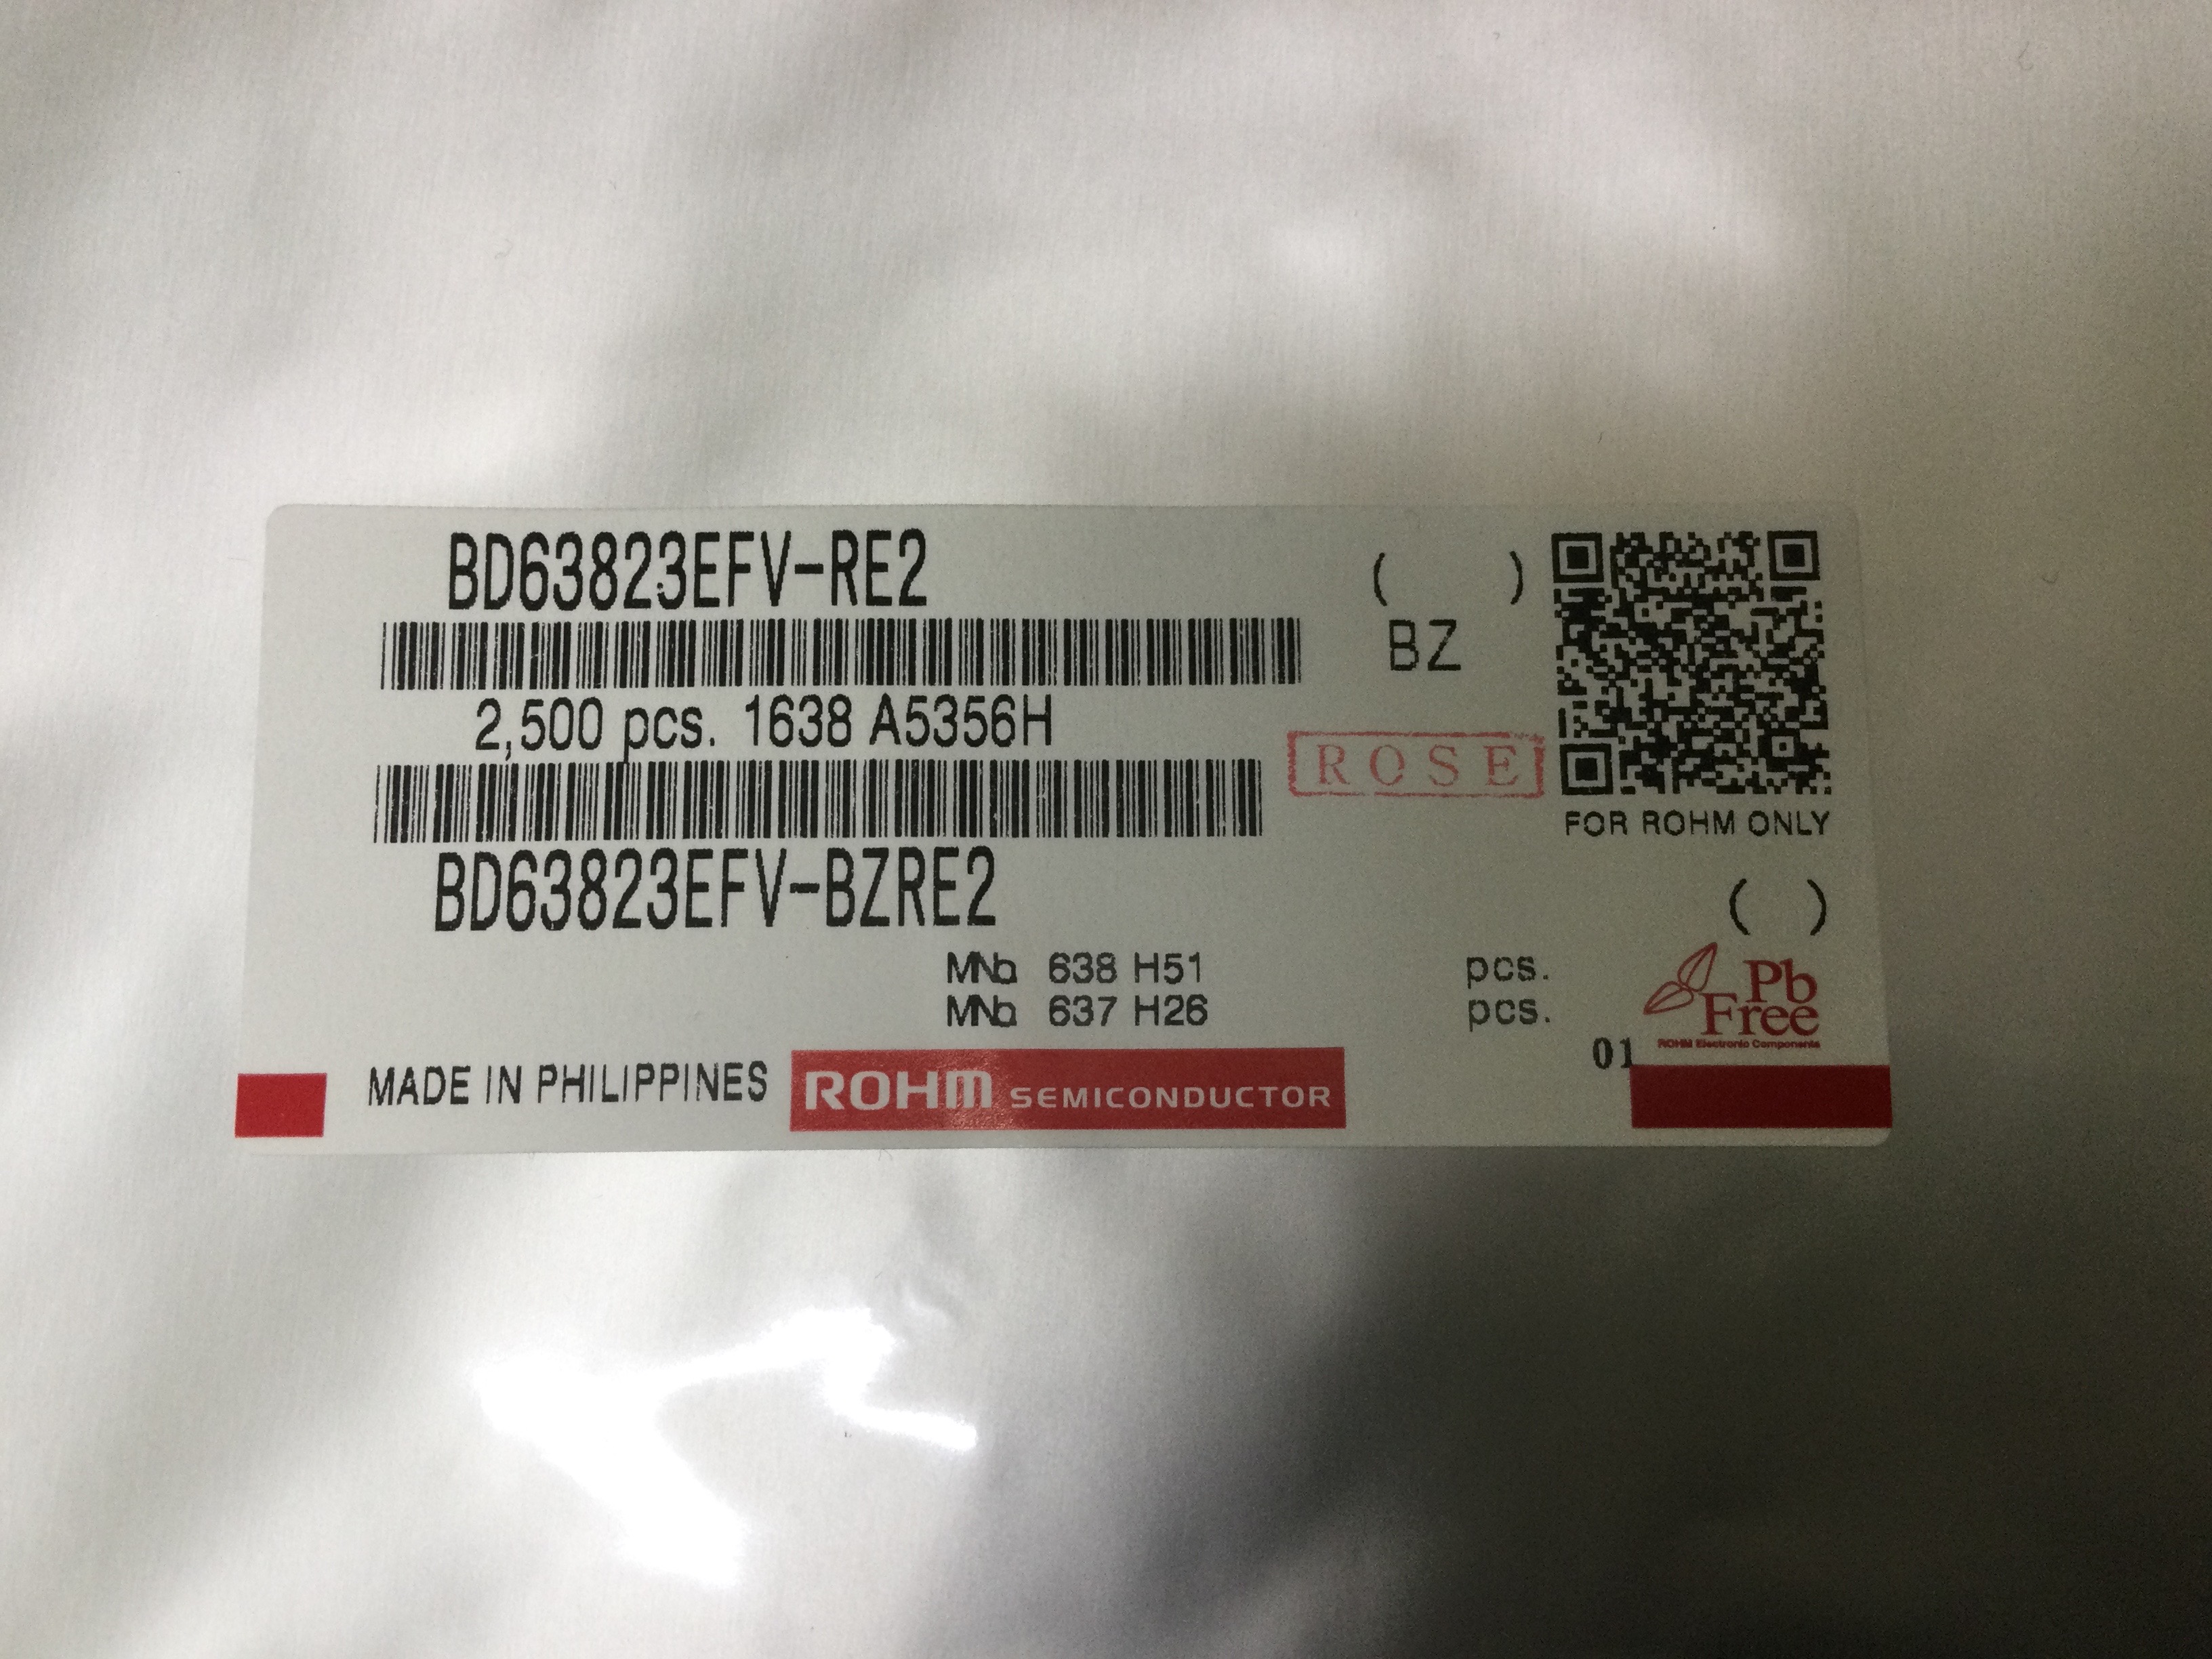 BD63823EFV-RE2
( )
BZ
2,500 pcs. 1638 A5356H
ROSE
FOR ROHM ONLY
BD63823EFV-BZRE2
( )
MNo. 638 H51 pcs.
MNo. 637 H26 pcs.
Pb
Free
ROHM Electronic Components
01
MADE IN PHILIPPINES
ROHM SEMICONDUCTOR